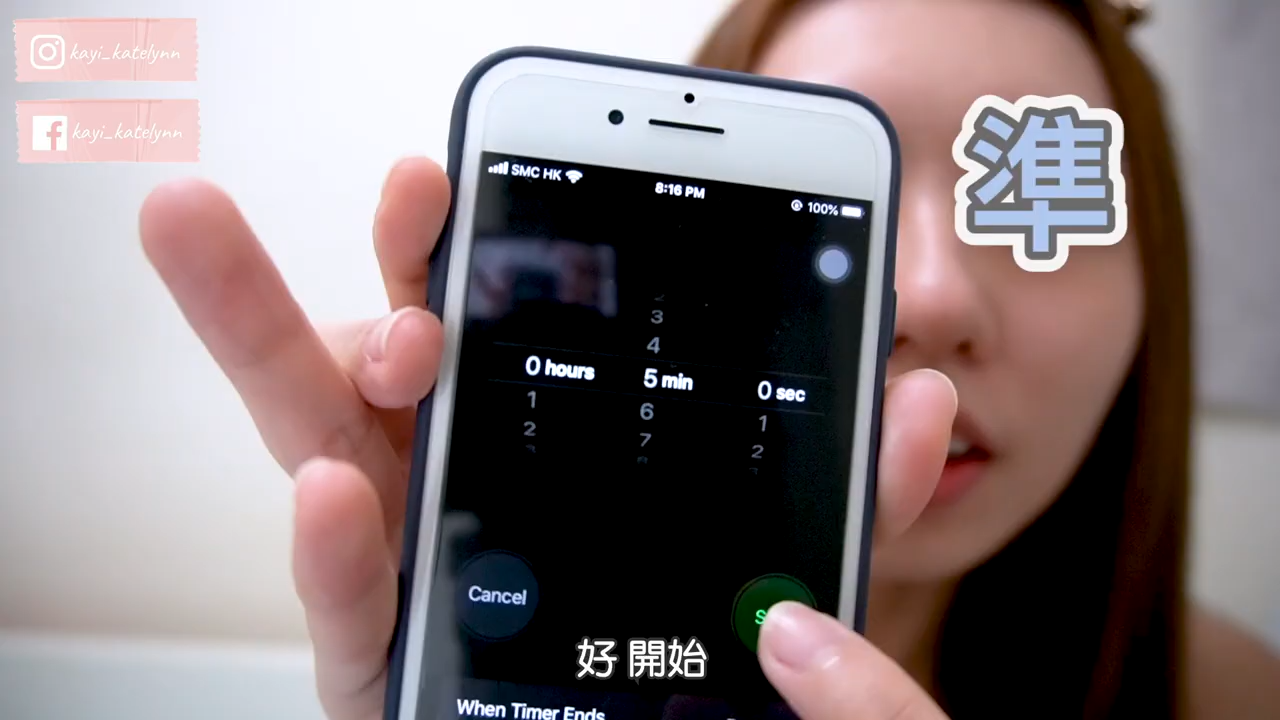 kayi_katelynn
kayi_katelynn
準
SMC HK
8:16 PM
100%
3
4
0 hours
5 min
0 sec
1
6
1
2
7
2
Cancel
好 開始
When Timer Ends